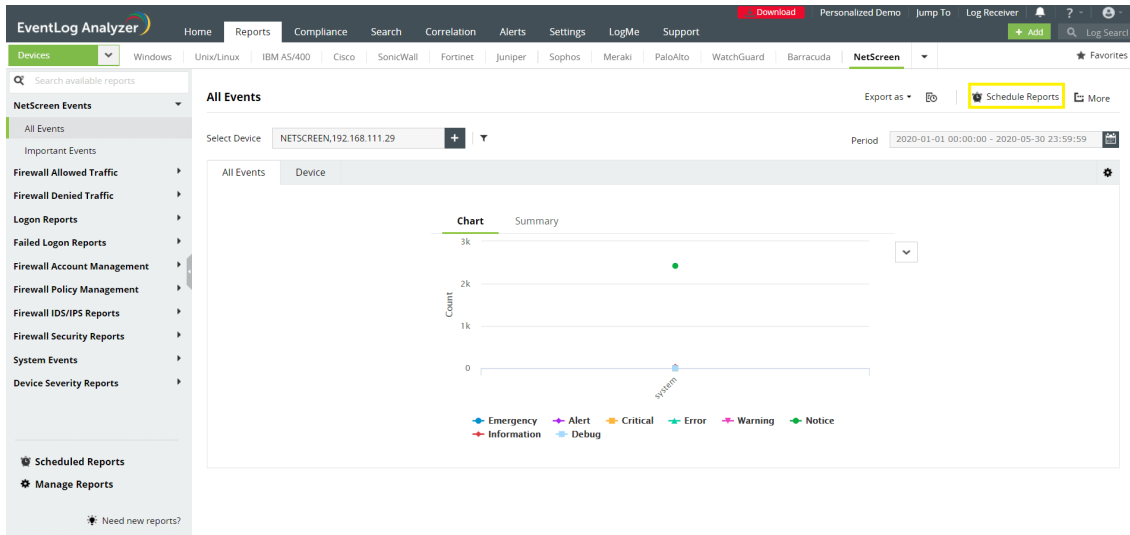 Download Personalized Demo Jump To Log Receiver ?
EventLog Analyzer
Home Reports Compliance Search Correlation Alerts Settings LogMe Support
+ Add Log Search
Devices Windows Unix/Linux IBM AS/400 Cisco SonicWall Fortinet Juniper Sophos Meraki PaloAlto WatchGuard Barracuda NetScreen Favorites
Search available reports
NetScreen Events
All Events
Important Events
Firewall Allowed Traffic
Firewall Denied Traffic
Logon Reports
Failed Logon Reports
Firewall Account Management
Firewall Policy Management
Firewall IDS/IPS Reports
Firewall Security Reports
System Events
Device Severity Reports
Scheduled Reports
Manage Reports
Need new reports?
All Events
Export as Schedule Reports More
Select Device NETSCREEN,192.168.111.29 +
Period 2020-01-01 00:00:00 - 2020-05-30 23:59:59
All Events Device
Chart Summary
3k
2k
1k
0
Count
system
Emergency Alert Critical Error Warning Notice
Information Debug